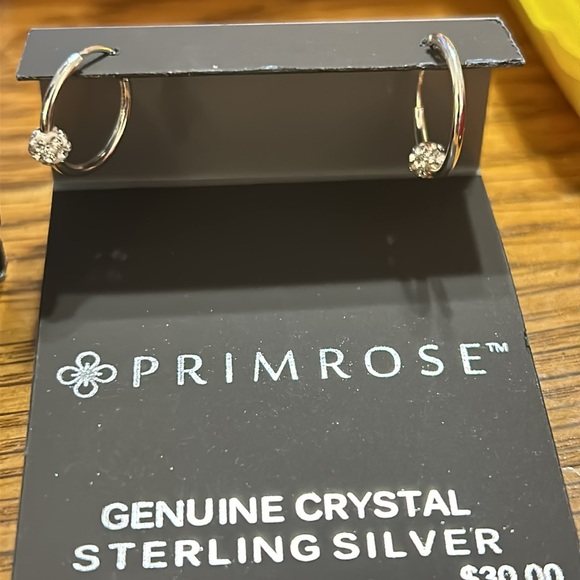 PRIMROSE™
GENUINE CRYSTAL
STERLING SILVER